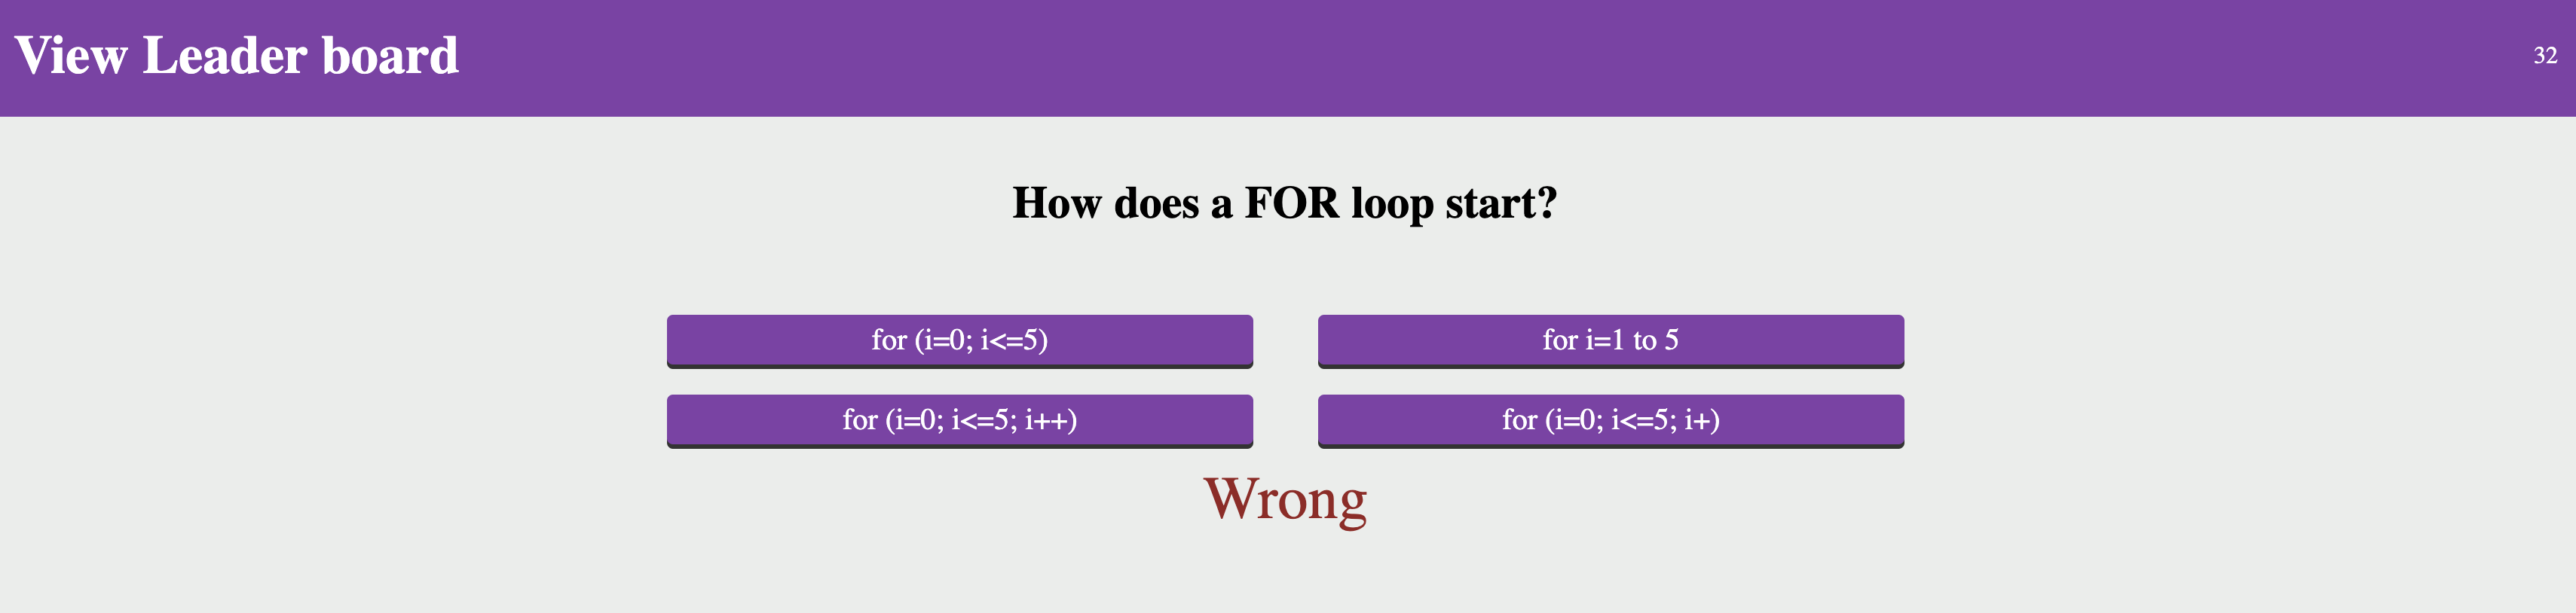 View Leader board
32
How does a FOR loop start?
for (i=0; i<=5)
for i=1 to 5
for (i=0; i<=5; i++)
for (i=0; i<=5; i+)
Wrong